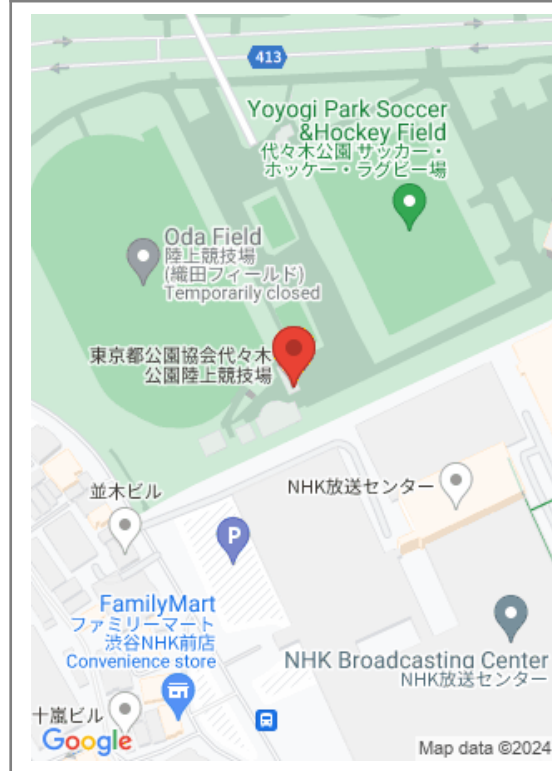 413
Yoyogi Park Soccer
&Hockey Field
代々木公園 サッカー・
ホッケー・ラグビー場
Oda Field
陸上競技場
(織田フィールド)
Temporarily closed
東京都公園協会代々木
公園陸上競技場
NHK放送センター
並木ビル
P
FamilyMart
ファミリーマート
渋谷NHK前店
Convenience store
NHK Broadcasting Center
NHK放送センター
十嵐ビル
Google
Map data ©2024